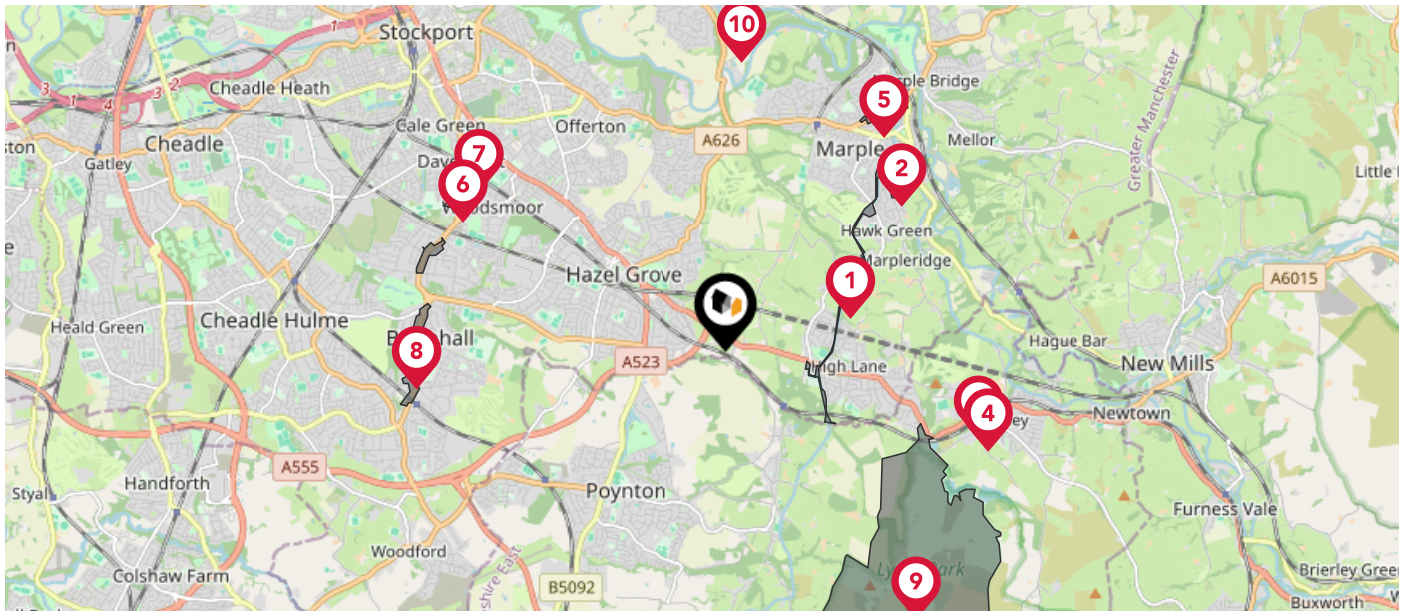 10
1
Stockport
3
1
4
3
2
Cheadle Heath
5
Marple Bridge
Cale Green
Offerton
A626
Cheadle
Gatley
7
Mellor
Marple
Greater Manchester
6
2
Woodsmoor
Hawk Green
Marpleridge
Hazel Grove
1
A6015
Cheadle Hulme
Heald Green
Hague Bar
8
A523
High Lane
New Mills
4
Newtown
A555
Handforth
Styal
Poynton
Furness Vale
Woodford
Colshaw Farm
9
Lyme Park
B5092
Brierley Green
Buxworth